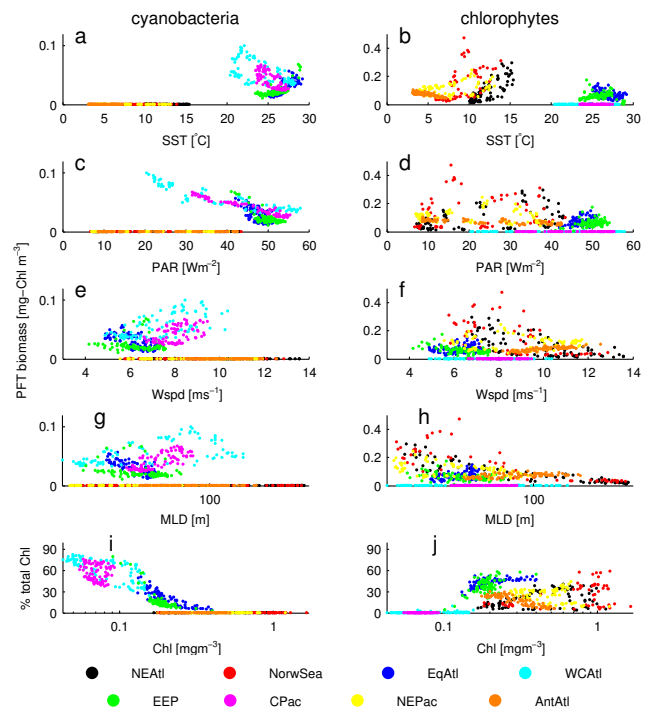 cyanobacteria
chlorophytes
a
0.1
0
0 5 10 15 20 25 30
SST [°C]
b
0.4
0.2
0
0 5 10 15 20 25 30
SST [°C]
c
0.1
0
0 10 20 30 40 50 60
PAR [Wm⁻²]
d
0.4
0.2
0
0 10 20 30 40 50 60
PAR [Wm⁻²]
PFT biomass [mg−Chl m⁻³]
e
0.1
0
4 6 8 10 12 14
Wspd [ms⁻¹]
f
0.4
0.2
0
4 6 8 10 12 14
Wspd [ms⁻¹]
g
0.1
0
100
MLD [m]
h
0.4
0.2
0
100
MLD [m]
% total Chl
i
90
60
30
0
0.1 1
Chl [mgm⁻³]
j
90
60
30
0
0.1 1
Chl [mgm⁻³]
NEAtl NorwSea EqAtl WCAtl
EEP CPac NEPac AntAtl